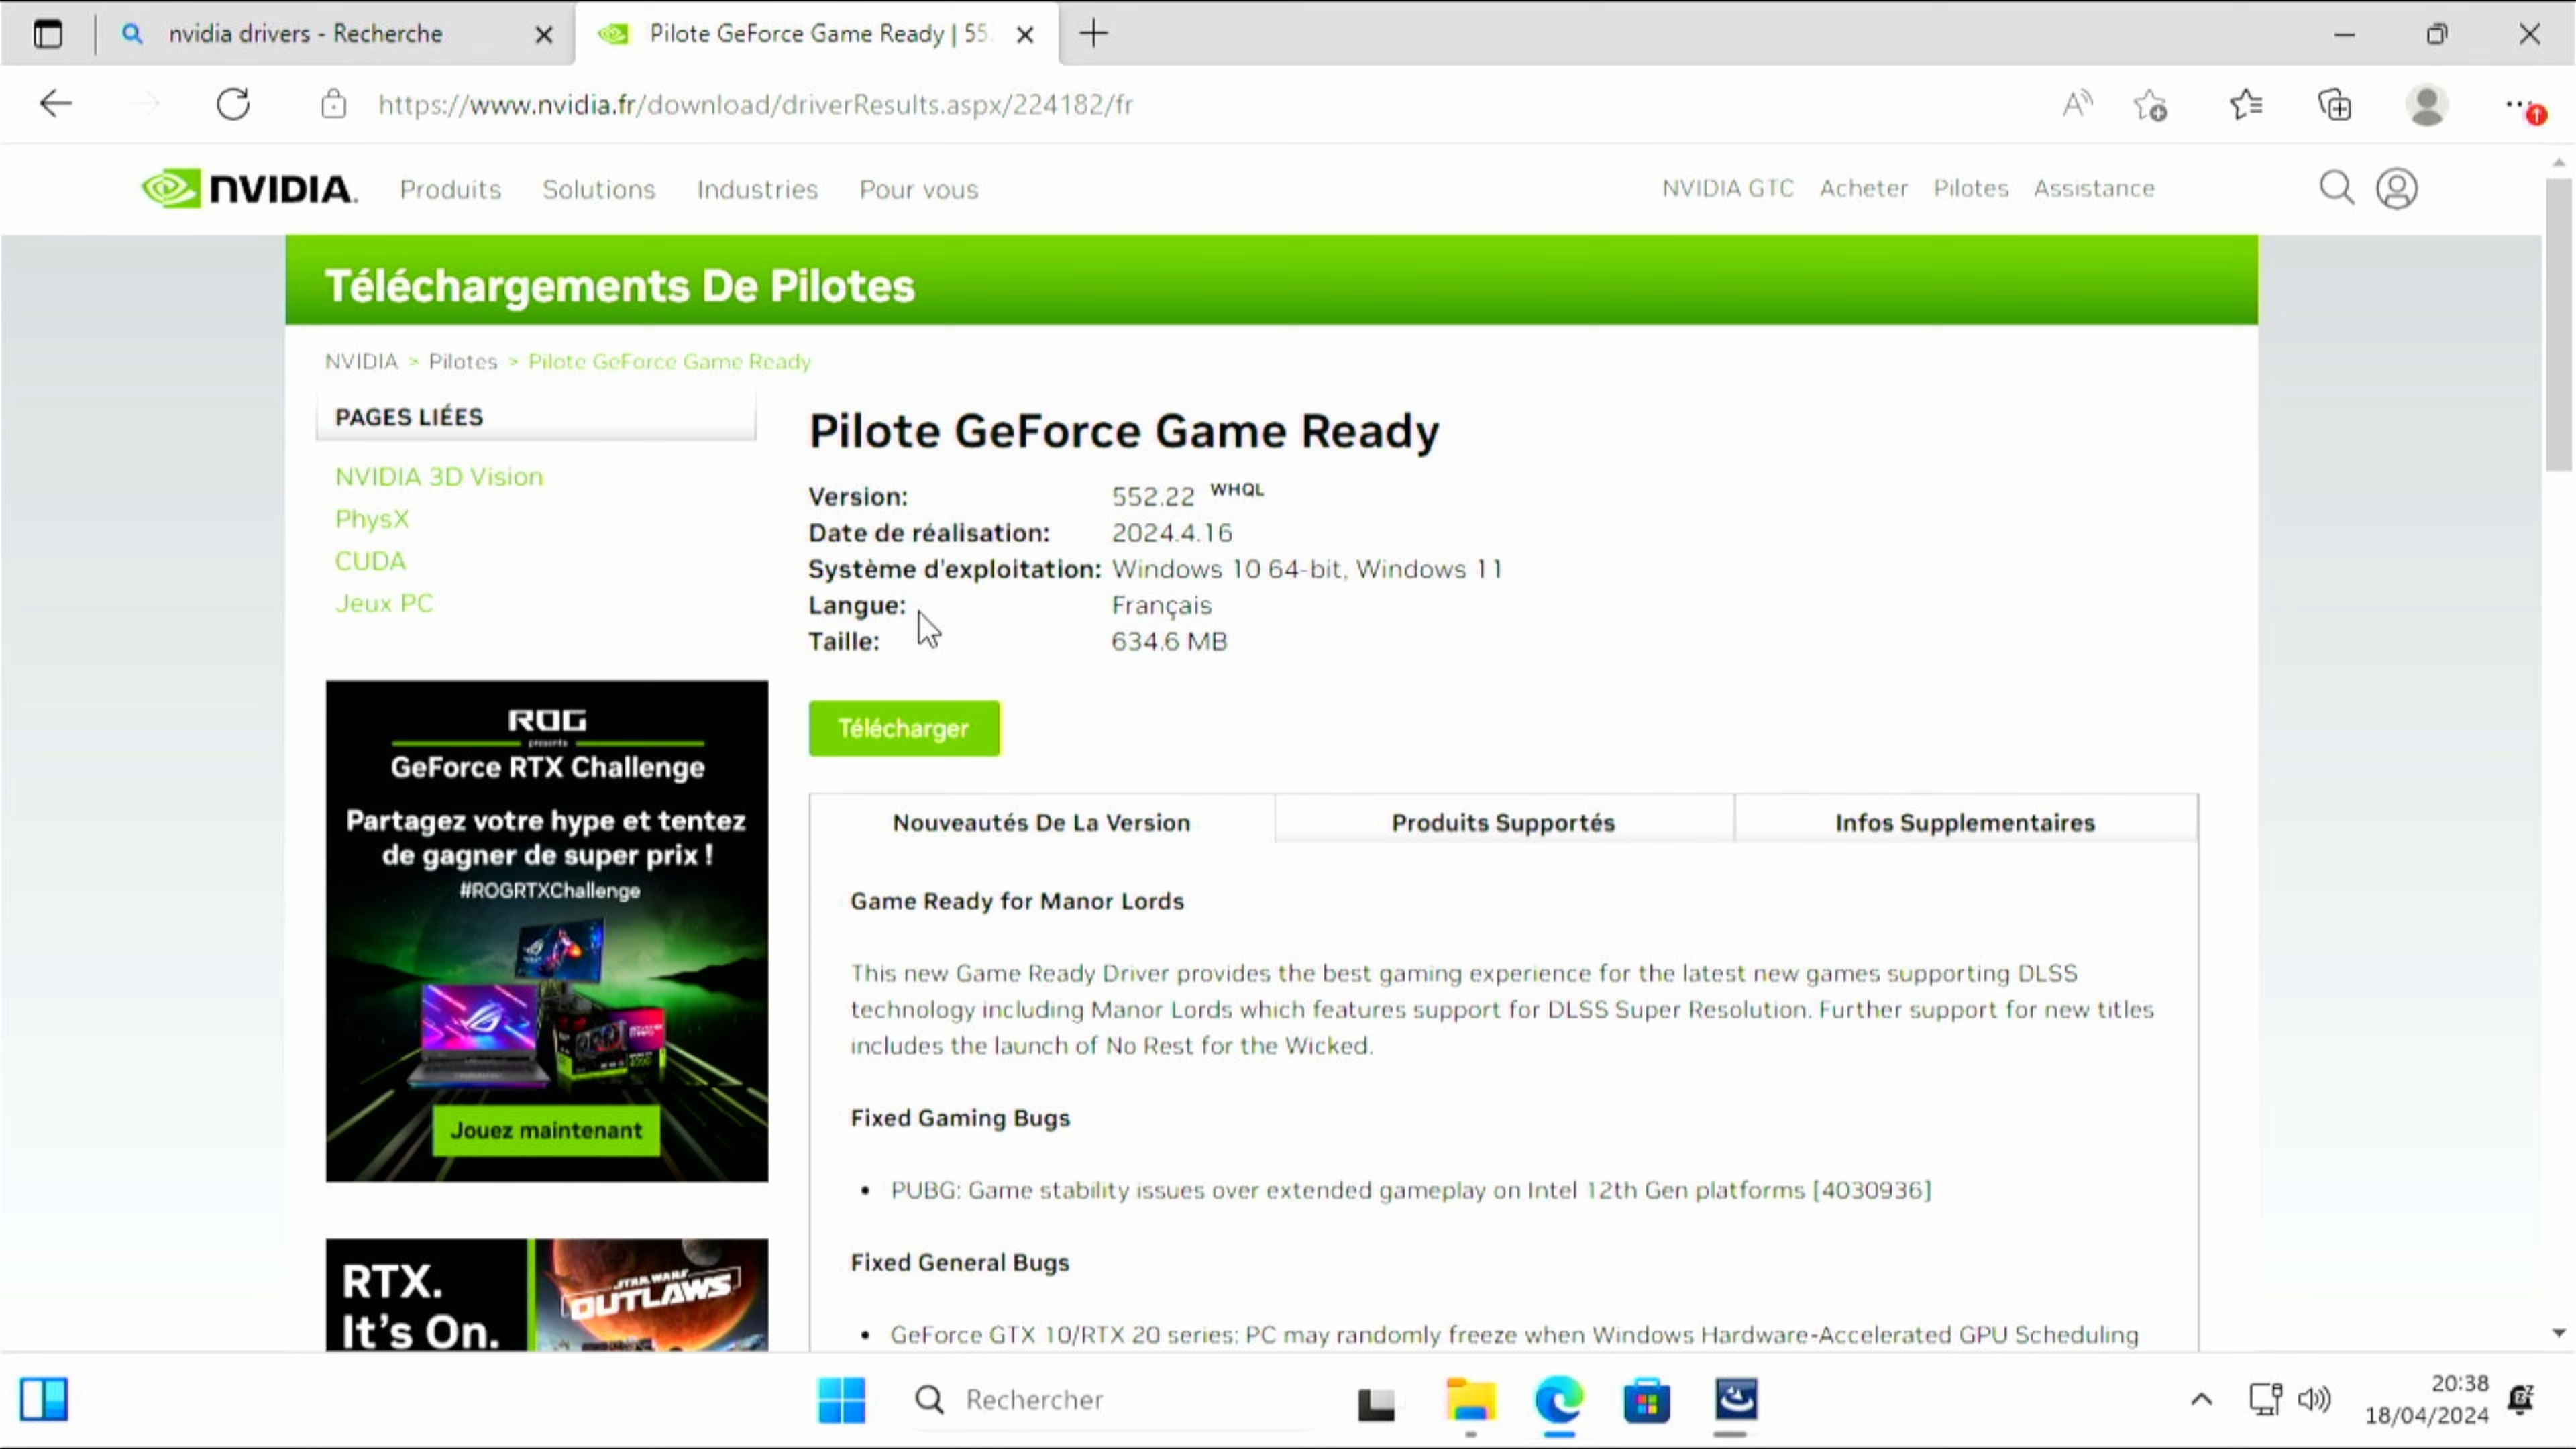 nvidia drivers - Recherche
Pilote GeForce Game Ready | 55
https://www.nvidia.fr/download/driverResults.aspx/224182/fr
NVIDIA. Produits Solutions Industries Pour vous NVIDIA GTC Acheter Pilotes Assistance
Téléchargements De Pilotes
NVIDIA > Pilotes > Pilote GeForce Game Ready
PAGES LIÉES
NVIDIA 3D Vision
PhysX
CUDA
Jeux PC
ROG
presents
GeForce RTX Challenge
Partagez votre hype et tentez
de gagner de super prix !
#ROGRTXChallenge
Jouez maintenant
RTX.
It's On.
STAR WARS
OUTLAWS
Pilote GeForce Game Ready
Version: 552.22 WHQL
Date de réalisation: 2024.4.16
Système d'exploitation: Windows 10 64-bit, Windows 11
Langue: Français
Taille: 634.6 MB
Télécharger
Nouveautés De La Version Produits Supportés Infos Supplementaires
Game Ready for Manor Lords
This new Game Ready Driver provides the best gaming experience for the latest new games supporting DLSS
technology including Manor Lords which features support for DLSS Super Resolution. Further support for new titles
includes the launch of No Rest for the Wicked.
Fixed Gaming Bugs
• PUBG: Game stability issues over extended gameplay on Intel 12th Gen platforms [4030936]
Fixed General Bugs
• GeForce GTX 10/RTX 20 series: PC may randomly freeze when Windows Hardware-Accelerated GPU Scheduling
Rechercher
20:38
18/04/2024